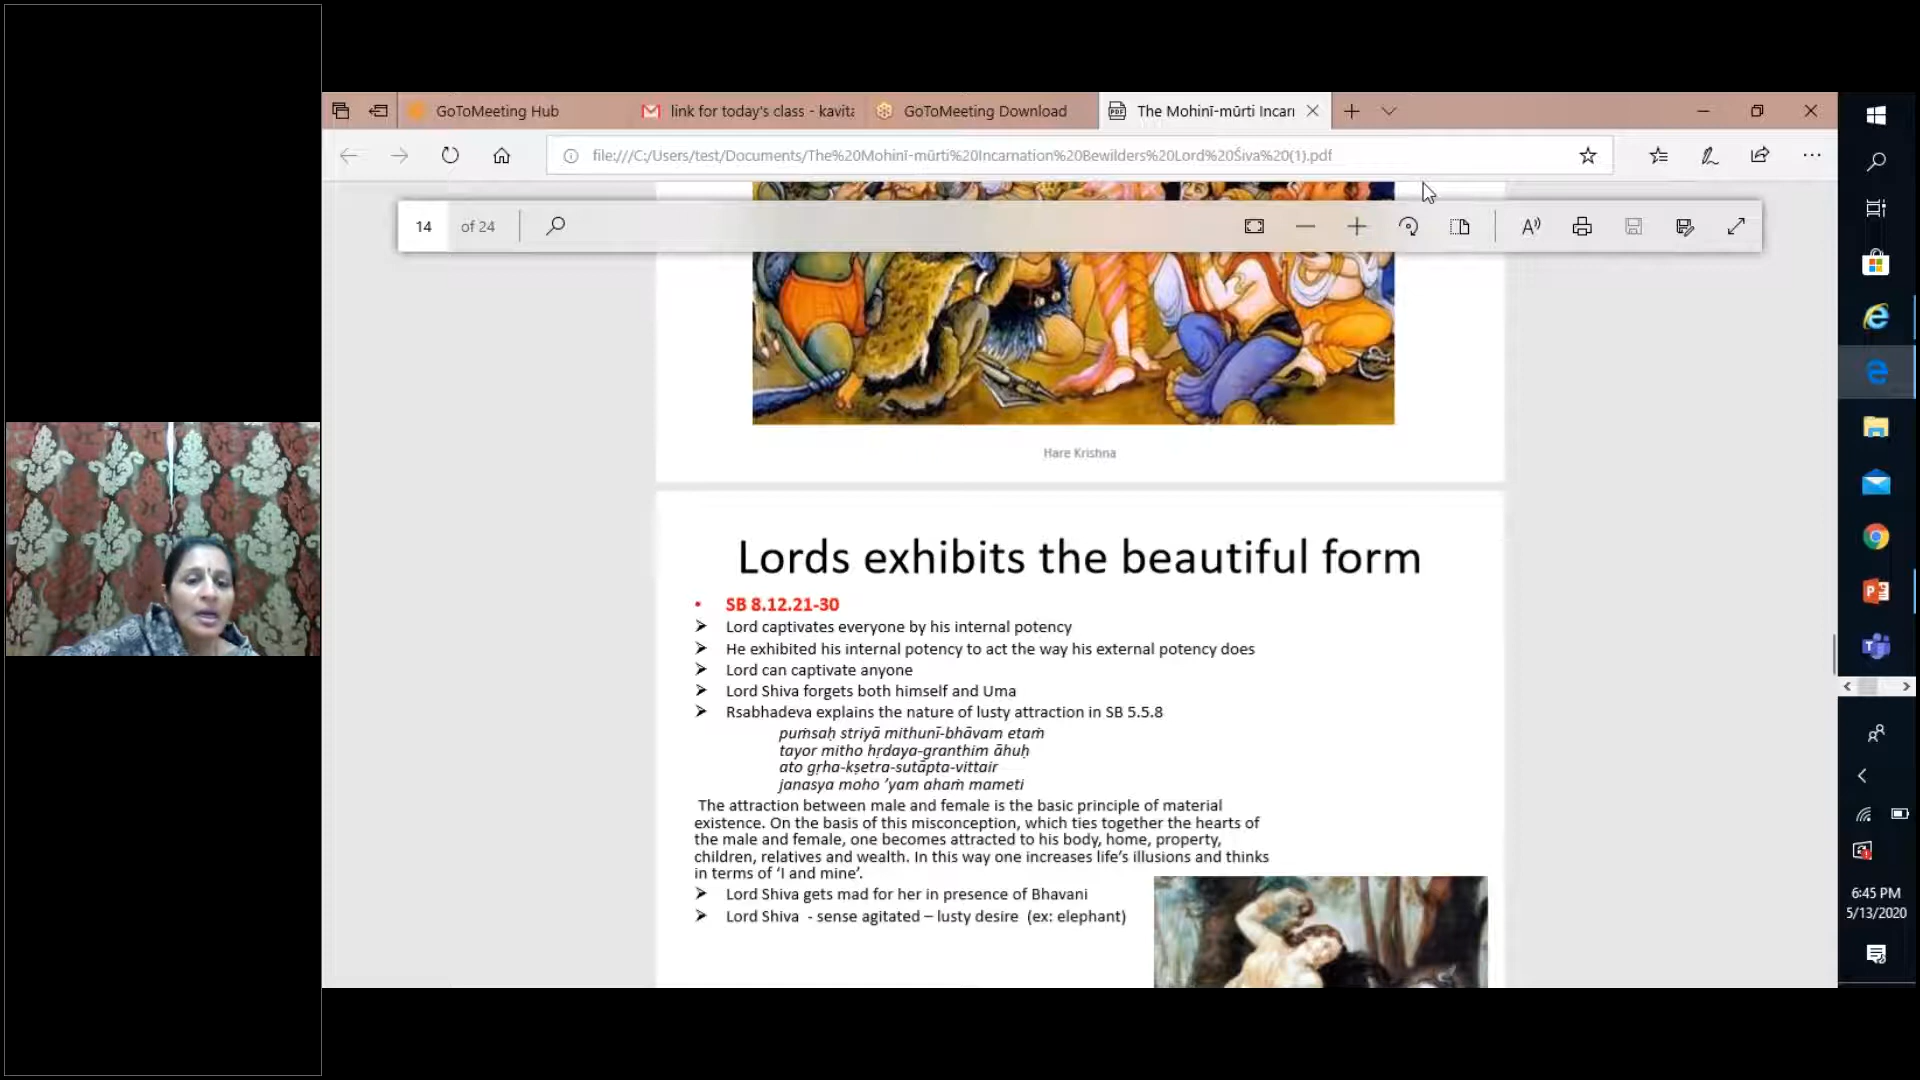 GoToMeeting Hub
link for today's class - kavita
GoToMeeting Download
The Mohinī-mūrti Incarn
file:///C:/Users/test/Documents/The%20Mohinī-mūrti%20Incarnation%20Bewilders%20Lord%20Śiva%20(1).pdf
14 of 24
Hare Krishna
Lords exhibits the beautiful form
• SB 8.12.21-30
➤ Lord captivates everyone by his internal potency
➤ He exhibited his internal potency to act the way his external potency does
➤ Lord can captivate anyone
➤ Lord Shiva forgets both himself and Uma
➤ Rsabhadeva explains the nature of lusty attraction in SB 5.5.8
puṁsaḥ striyā mithunī-bhāvam etaṁ
tayor mitho hṛdaya-granthim āhuḥ
ato gṛha-kṣetra-sutāpta-vittair
janasya moho 'yam ahaṁ mameti
The attraction between male and female is the basic principle of material
existence. On the basis of this misconception, which ties together the hearts of
the male and female, one becomes attracted to his body, home, property,
children, relatives and wealth. In this way one increases life's illusions and thinks
in terms of 'I and mine'.
➤ Lord Shiva gets mad for her in presence of Bhavani
➤ Lord Shiva - sense agitated – lusty desire (ex: elephant)
6:45 PM
5/13/2020